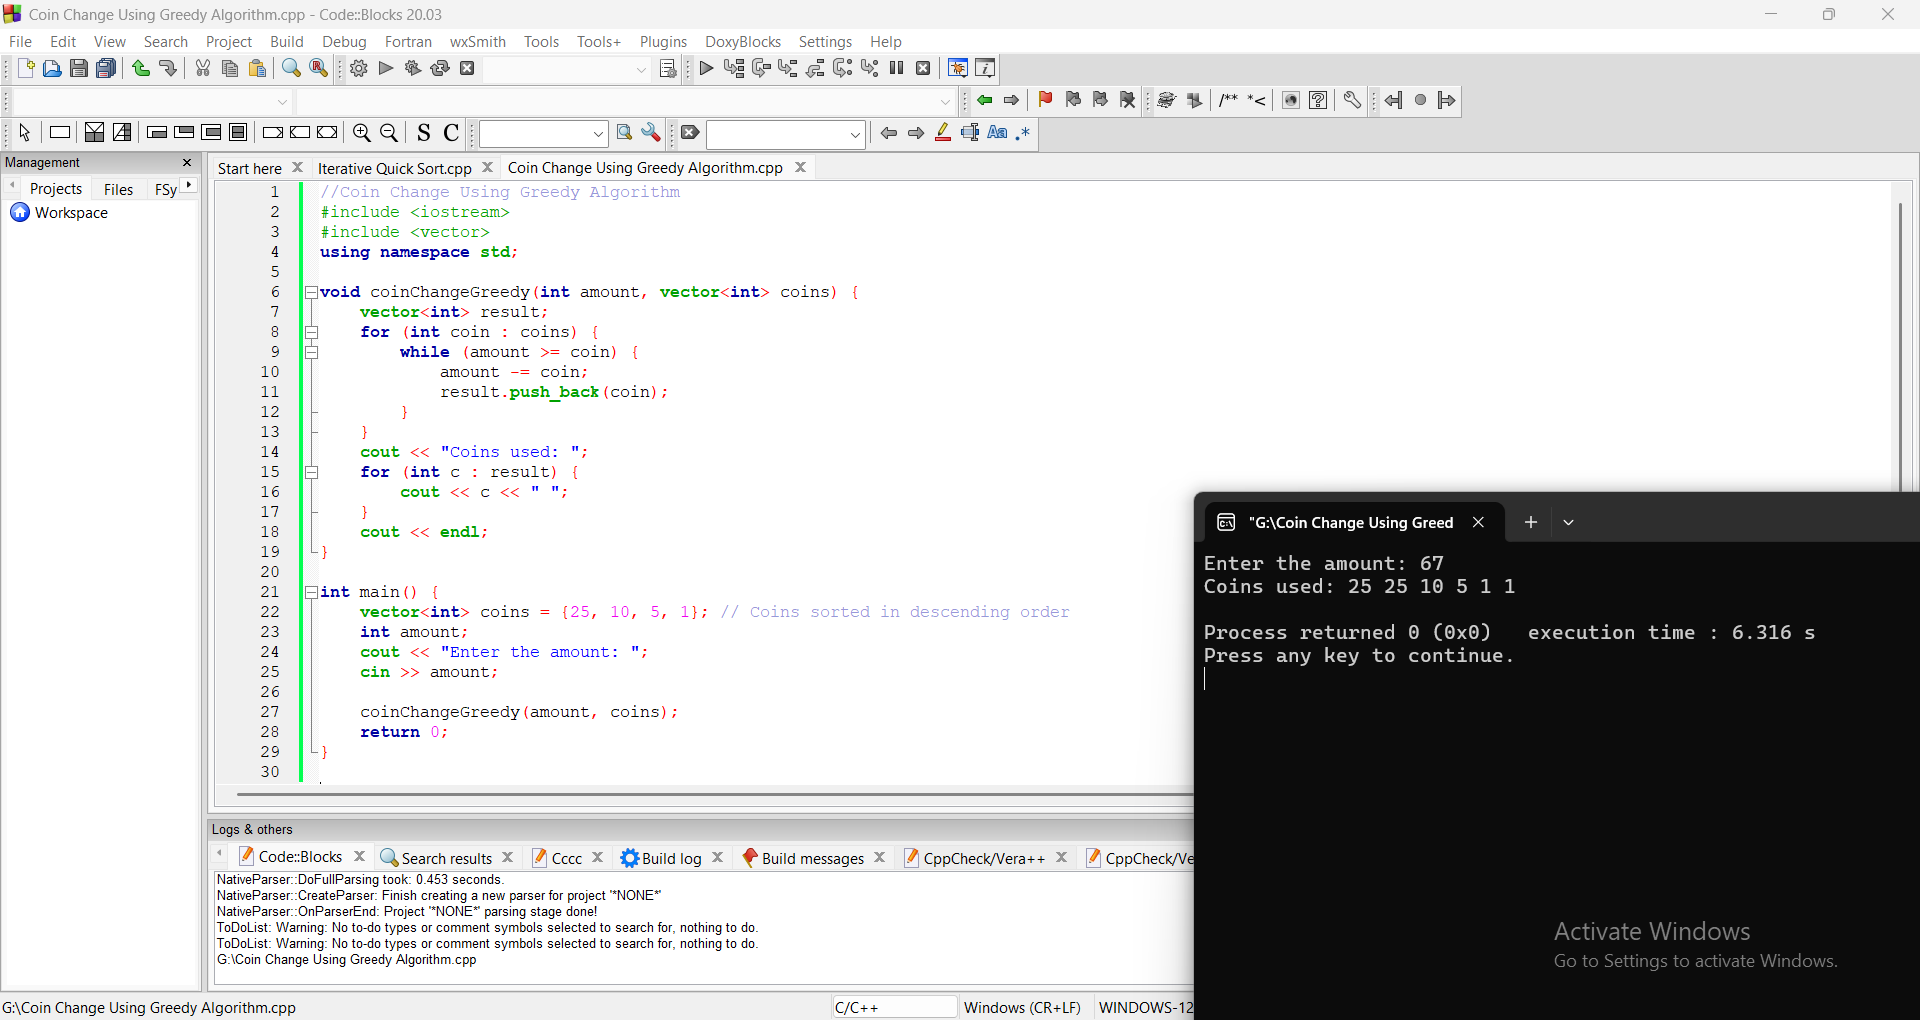 Coin Change Using Greedy Algorithm.cpp - Code::Blocks 20.03
File Edit View Search Project Build Debug Fortran wxSmith Tools Tools+ Plugins DoxyBlocks Settings Help
/** *<
S C
Aa .*
Management
Projects Files FSy
Workspace
Start here Iterative Quick Sort.cpp Coin Change Using Greedy Algorithm.cpp
1 //Coin Change Using Greedy Algorithm
2 #include <iostream>
3 #include <vector>
4 using namespace std;
5
6 void coinChangeGreedy(int amount, vector<int> coins) {
7     vector<int> result;
8     for (int coin : coins) {
9         while (amount >= coin) {
10             amount -= coin;
11             result.push_back(coin);
12         }
13     }
14     cout << "Coins used: ";
15     for (int c : result) {
16         cout << c << " ";
17     }
18     cout << endl;
19 }
20
21 int main() {
22     vector<int> coins = {25, 10, 5, 1}; // Coins sorted in descending order
23     int amount;
24     cout << "Enter the amount: ";
25     cin >> amount;
26
27     coinChangeGreedy(amount, coins);
28     return 0;
29 }
30
"G:\Coin Change Using Greed
Enter the amount: 67
Coins used: 25 25 10 5 1 1
Process returned 0 (0x0)   execution time : 6.316 s
Press any key to continue.
Activate Windows
Go to Settings to activate Windows.
Logs & others
Code::Blocks Search results Cccc Build log Build messages CppCheck/Vera++ CppCheck/Ve
NativeParser::DoFullParsing took: 0.453 seconds.
NativeParser::CreateParser: Finish creating a new parser for project '*NONE*'
NativeParser::OnParserEnd: Project '*NONE*' parsing stage done!
ToDoList: Warning: No to-do types or comment symbols selected to search for, nothing to do.
ToDoList: Warning: No to-do types or comment symbols selected to search for, nothing to do.
G:\Coin Change Using Greedy Algorithm.cpp
G:\Coin Change Using Greedy Algorithm.cpp C/C++ Windows (CR+LF) WINDOWS-12